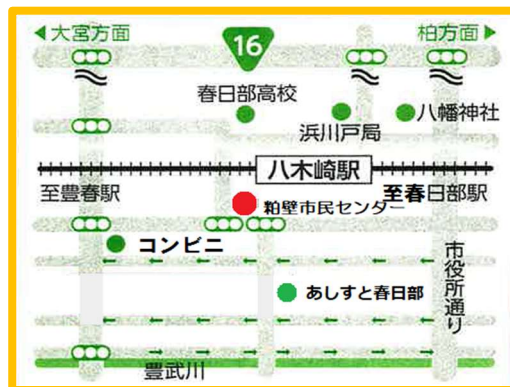 ◀大宮方面
16
柏方面▶
春日部高校
浜川戸局
八幡神社
八木崎駅
至豊春駅
至春日部駅
粕壁市民センター
コンビニ
市役所通り
あしすと春日部
豊武川